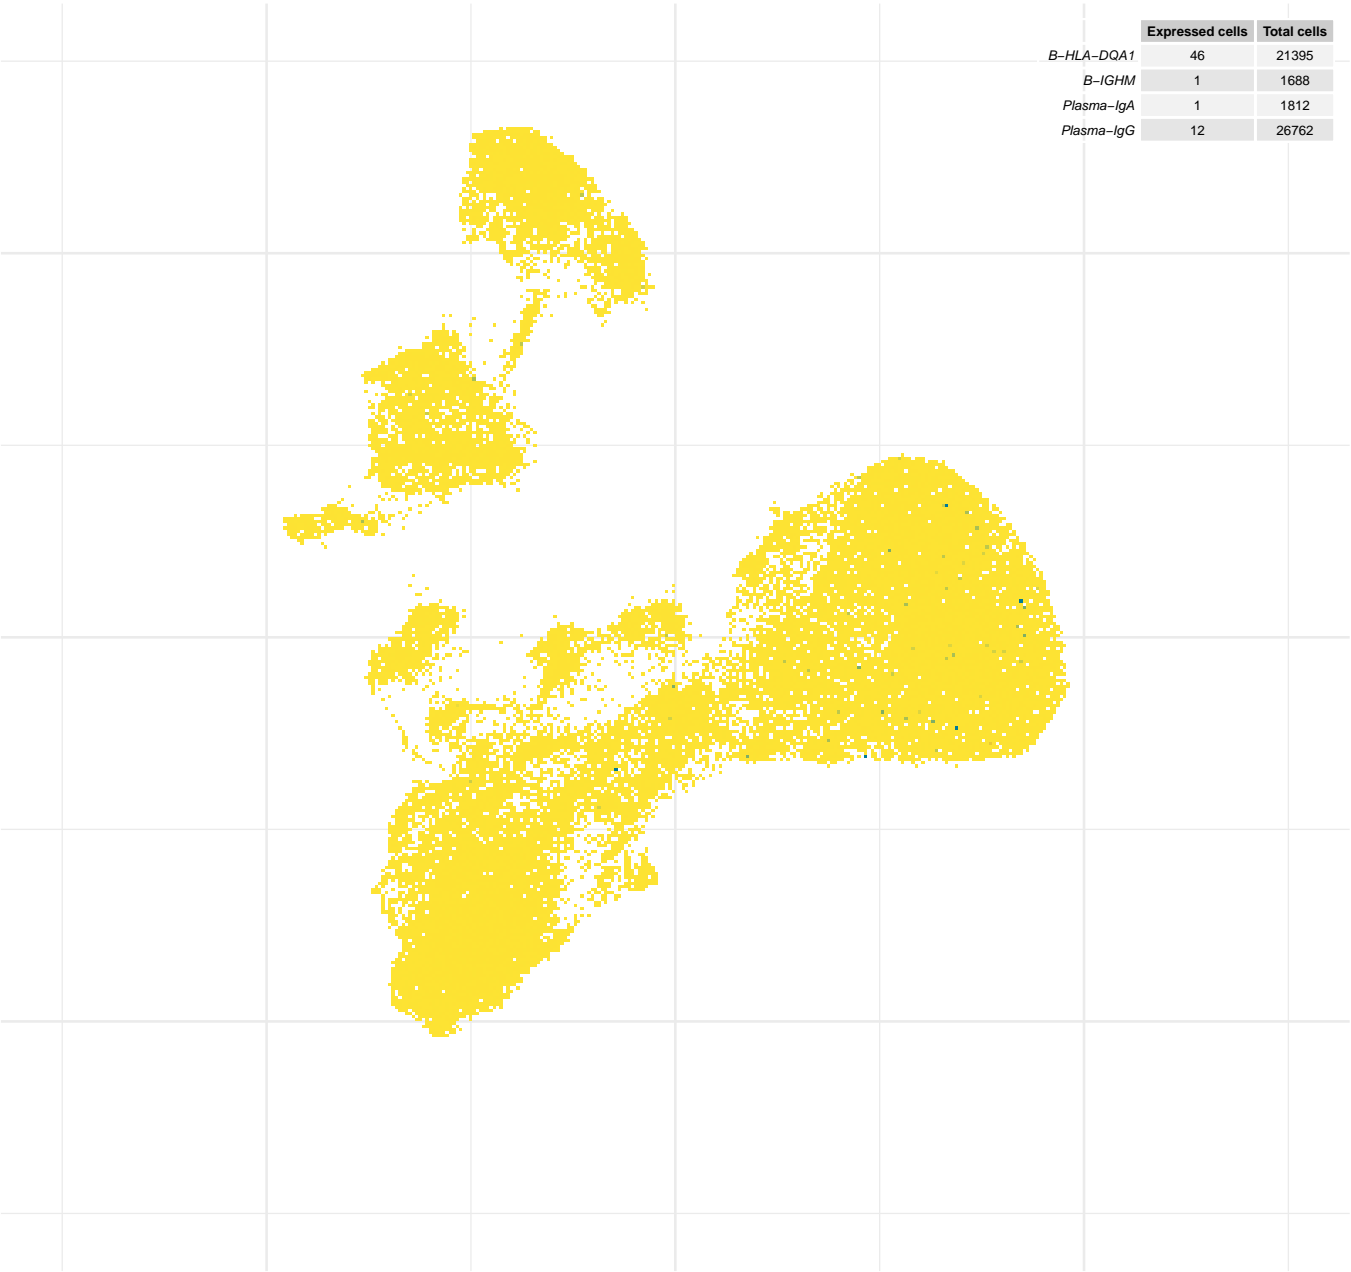 Expressed cells Total cells
B−HLA−DQA1 46 21395
B−IGHM 1 1688
Plasma−IgA 1 1812
Plasma−IgG 12 26762